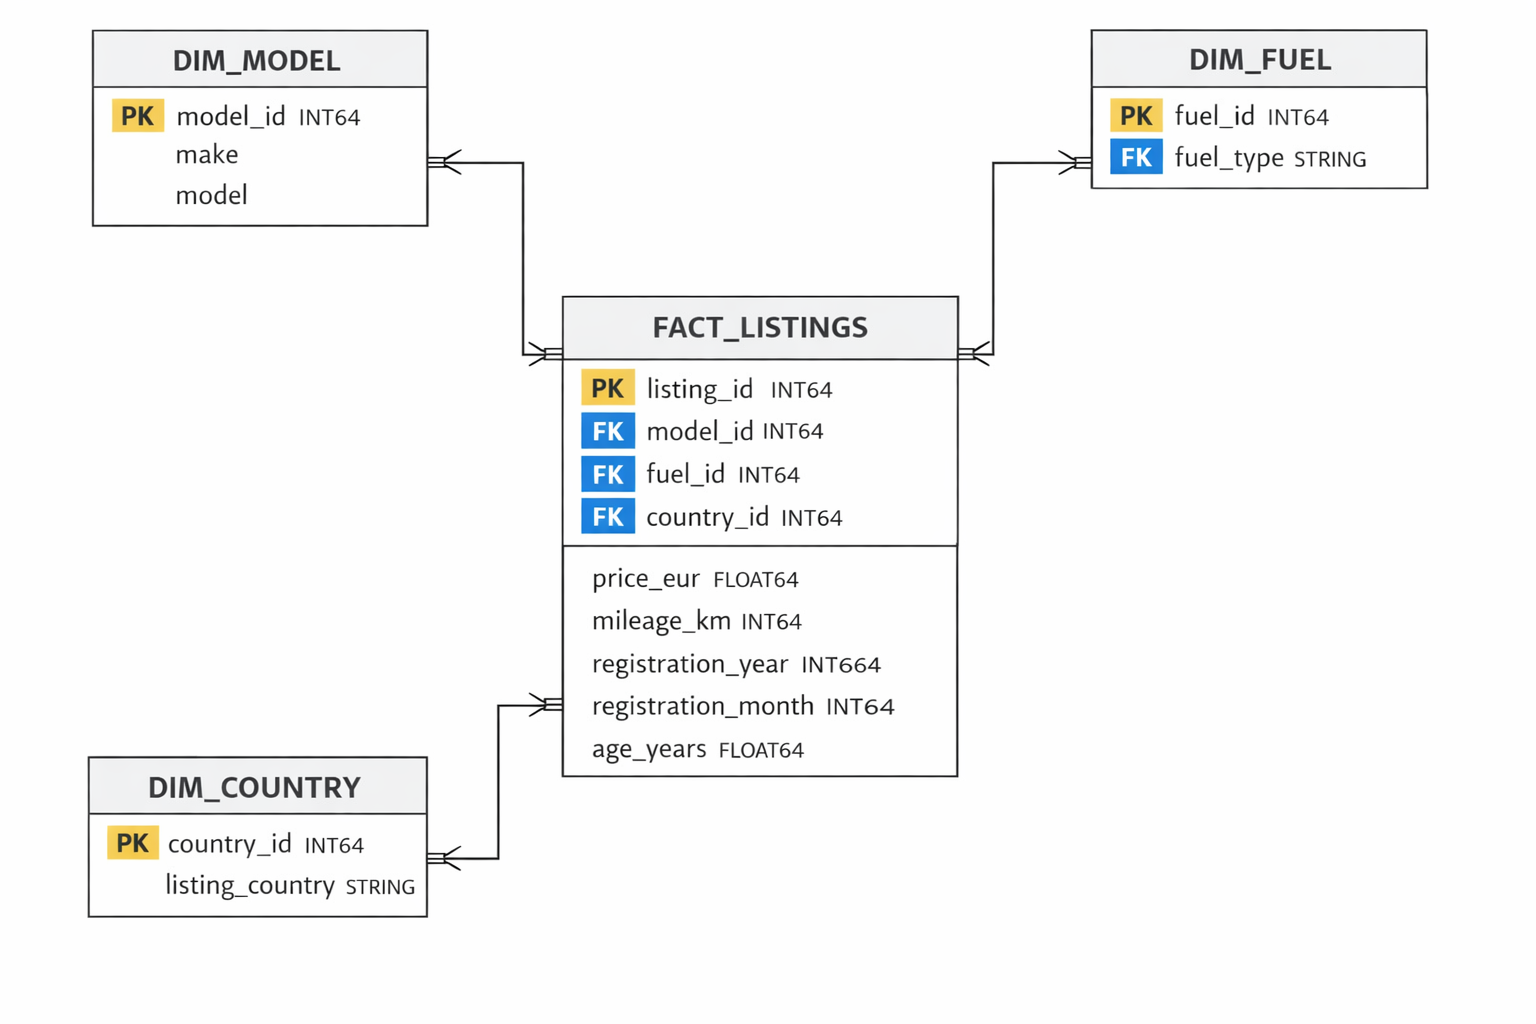 DIM_MODEL
PK model_id INT64
make
model
DIM_FUEL
PK fuel_id INT64
FK fuel_type STRING
FACT_LISTINGS
PK listing_id INT64
FK model_id INT64
FK fuel_id INT64
FK country_id INT64
price_eur FLOAT64
mileage_km INT64
registration_year INT664
registration_month INT64
age_years FLOAT64
DIM_COUNTRY
PK country_id INT64
listing_country STRING